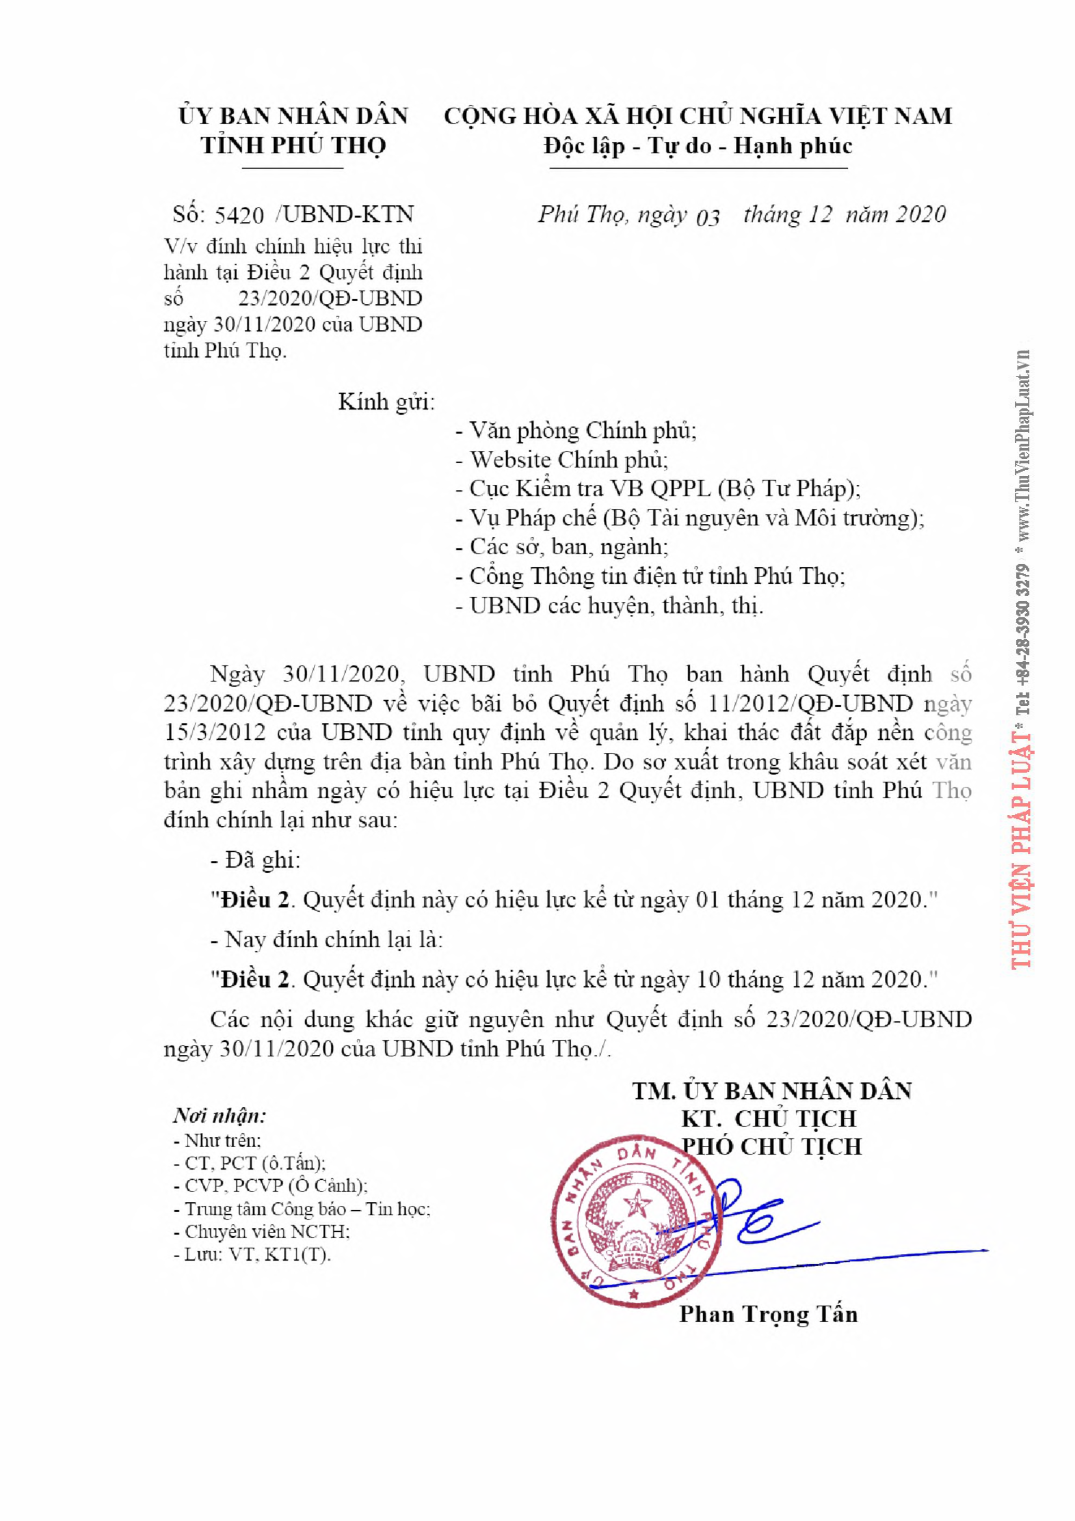 ỦY BAN NHÂN DÂN
TỈNH PHÚ THỌ
CỘNG HÒA XÃ HỘI CHỦ NGHĨA VIỆT NAM
Độc lập - Tự do - Hạnh phúc
Số: 5420 /UBND-KTN
Phú Thọ, ngày 03 tháng 12 năm 2020
V/v đính chính hiệu lực thi
hành tại Điều 2 Quyết định
số 23/2020/QĐ-UBND
ngày 30/11/2020 của UBND
tỉnh Phú Thọ.
Kính gửi:
- Văn phòng Chính phủ;
- Website Chính phủ;
- Cục Kiểm tra VB QPPL (Bộ Tư Pháp);
- Vụ Pháp chế (Bộ Tài nguyên và Môi trường);
- Các sở, ban, ngành;
- Cổng Thông tin điện tử tỉnh Phú Thọ;
- UBND các huyện, thành, thị.
Ngày 30/11/2020, UBND tỉnh Phú Thọ ban hành Quyết định số
23/2020/QĐ-UBND về việc bãi bỏ Quyết định số 11/2012/QĐ-UBND ngày
15/3/2012 của UBND tỉnh quy định về quản lý, khai thác đất đắp nền công
trình xây dựng trên địa bàn tỉnh Phú Thọ. Do sơ xuất trong khâu soát xét văn
bản ghi nhầm ngày có hiệu lực tại Điều 2 Quyết định, UBND tỉnh Phú Thọ
đính chính lại như sau:
- Đã ghi:
"Điều 2. Quyết định này có hiệu lực kể từ ngày 01 tháng 12 năm 2020."
- Nay đính chính lại là:
"Điều 2. Quyết định này có hiệu lực kể từ ngày 10 tháng 12 năm 2020."
Các nội dung khác giữ nguyên như Quyết định số 23/2020/QĐ-UBND
ngày 30/11/2020 của UBND tỉnh Phú Thọ./.
Nơi nhận:
- Như trên;
- CT, PCT (ô.Tấn);
- CVP, PCVP (Ô Cảnh);
- Trung tâm Công báo – Tin học;
- Chuyên viên NCTH;
- Lưu: VT, KT1(T).
TM. ỦY BAN NHÂN DÂN
KT. CHỦ TỊCH
PHÓ CHỦ TỊCH
ỦY BAN NHÂN DÂN TỈNH PHÚ THỌ
Phan Trọng Tấn
THƯ VIỆN PHÁP LUẬT * Tel: +84-28-3930 3279 * www.ThuVienPhapLuat.vn